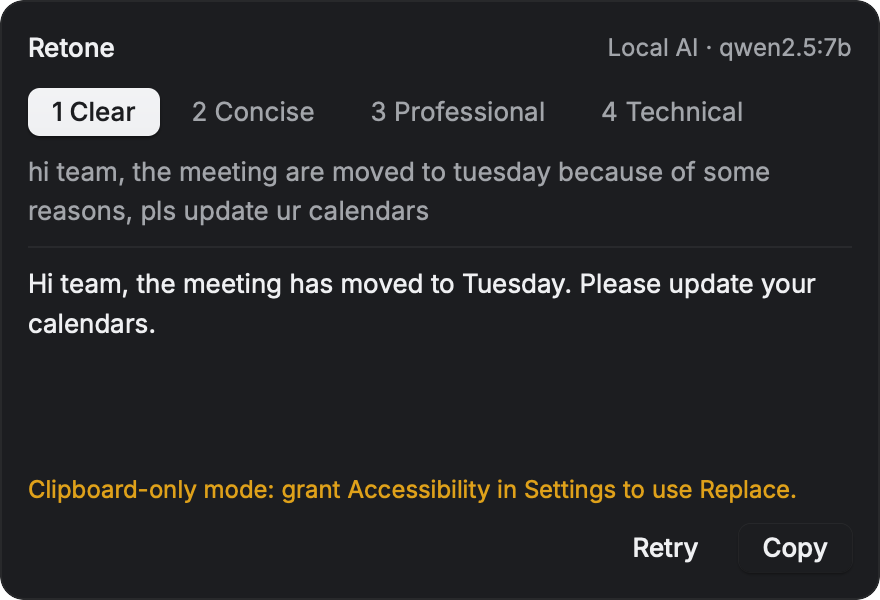 Retone
Local AI · qwen2.5:7b
1 Clear
2 Concise
3 Professional
4 Technical
hi team, the meeting are moved to tuesday because of some
reasons, pls update ur calendars
Hi team, the meeting has moved to Tuesday. Please update your
calendars.
Clipboard-only mode: grant Accessibility in Settings to use Replace.
Retry
Copy